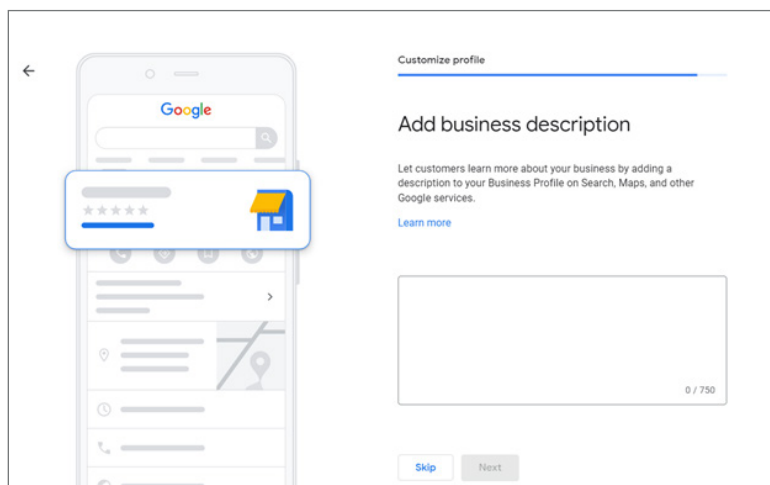 Customize profile
Google
Add business description
Let customers learn more about your business by adding a
description to your Business Profile on Search, Maps, and other
Google services.
Learn more
0 / 750
Skip
Next